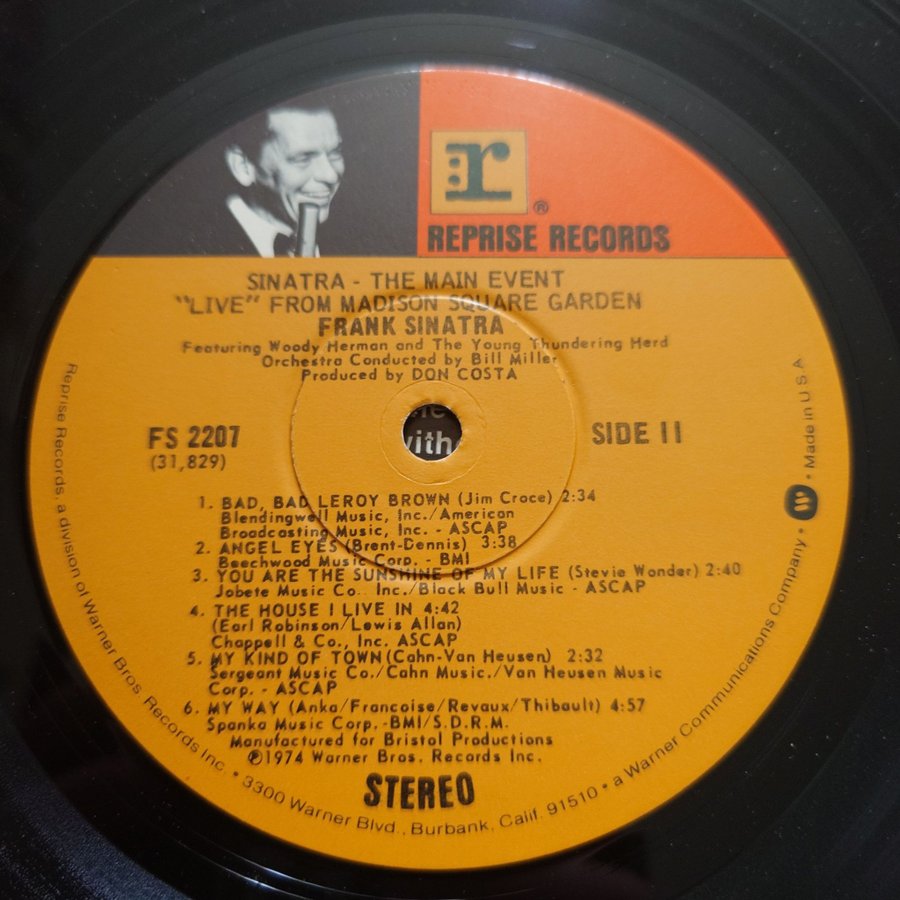 r
®
REPRISE RECORDS
SINATRA - THE MAIN EVENT
"LIVE" FROM MADISON SQUARE GARDEN
FRANK SINATRA
Featuring Woody Herman and The Young Thundering Herd
Orchestra Conducted by Bill Miller
Produced by DON COSTA
FS 2207
(31,829)
SIDE II
1. BAD, BAD LEROY BROWN (Jim Croce) 2:34
Blendingwell Music, Inc./American
Broadcasting Music, Inc. - ASCAP
2. ANGEL EYES (Brent-Dennis) 3:38
Beechwood Music Corp. - BMI
3. YOU ARE THE SUNSHINE OF MY LIFE (Stevie Wonder) 2:40
Jobete Music Co. Inc./Black Bull Music - ASCAP
4. THE HOUSE I LIVE IN 4:42
(Earl Robinson/Lewis Allan)
Chappell & Co., Inc. ASCAP
5. MY KIND OF TOWN (Cahn-Van Heusen) 2:32
Sergeant Music Co./Cahn Music./Van Heusen Music
Corp. - ASCAP
6. MY WAY (Anka/Francoise/Revaux/Thibault) 4:57
Spanka Music Corp. -BMI/S.D.R.M.
Manufactured for Bristol Productions
℗1974 Warner Bros. Records Inc.
STEREO
Reprise Records, a division of Warner Bros. Records Inc. • 3300 Warner Blvd., Burbank, Calif. 91510 • a Warner Communications Company • Made in U S A